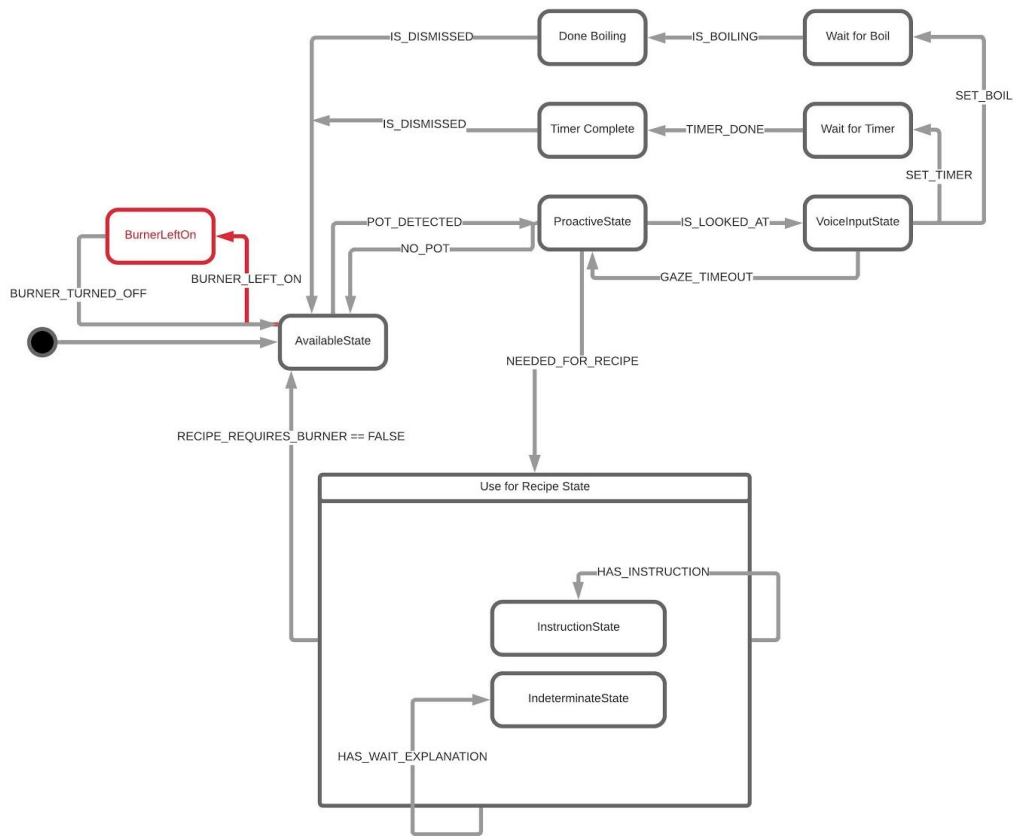 IS_DISMISSED
Done Boiling
IS_BOILING
Wait for Boil
SET_BOIL
IS_DISMISSED
Timer Complete
TIMER_DONE
Wait for Timer
SET_TIMER
BurnerLeftOn
POT_DETECTED
ProactiveState
IS_LOOKED_AT
VoiceInputState
NO_POT
BURNER_LEFT_ON
GAZE_TIMEOUT
BURNER_TURNED_OFF
AvailableState
NEEDED_FOR_RECIPE
RECIPE_REQUIRES_BURNER == FALSE
Use for Recipe State
HAS_INSTRUCTION
InstructionState
IndeterminateState
HAS_WAIT_EXPLANATION